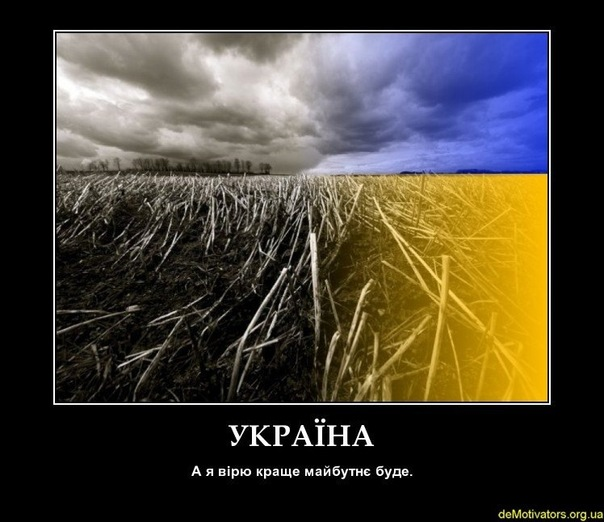 УКРАЇНА
А я вірю краще майбутнє буде.
deMotivators.org.ua